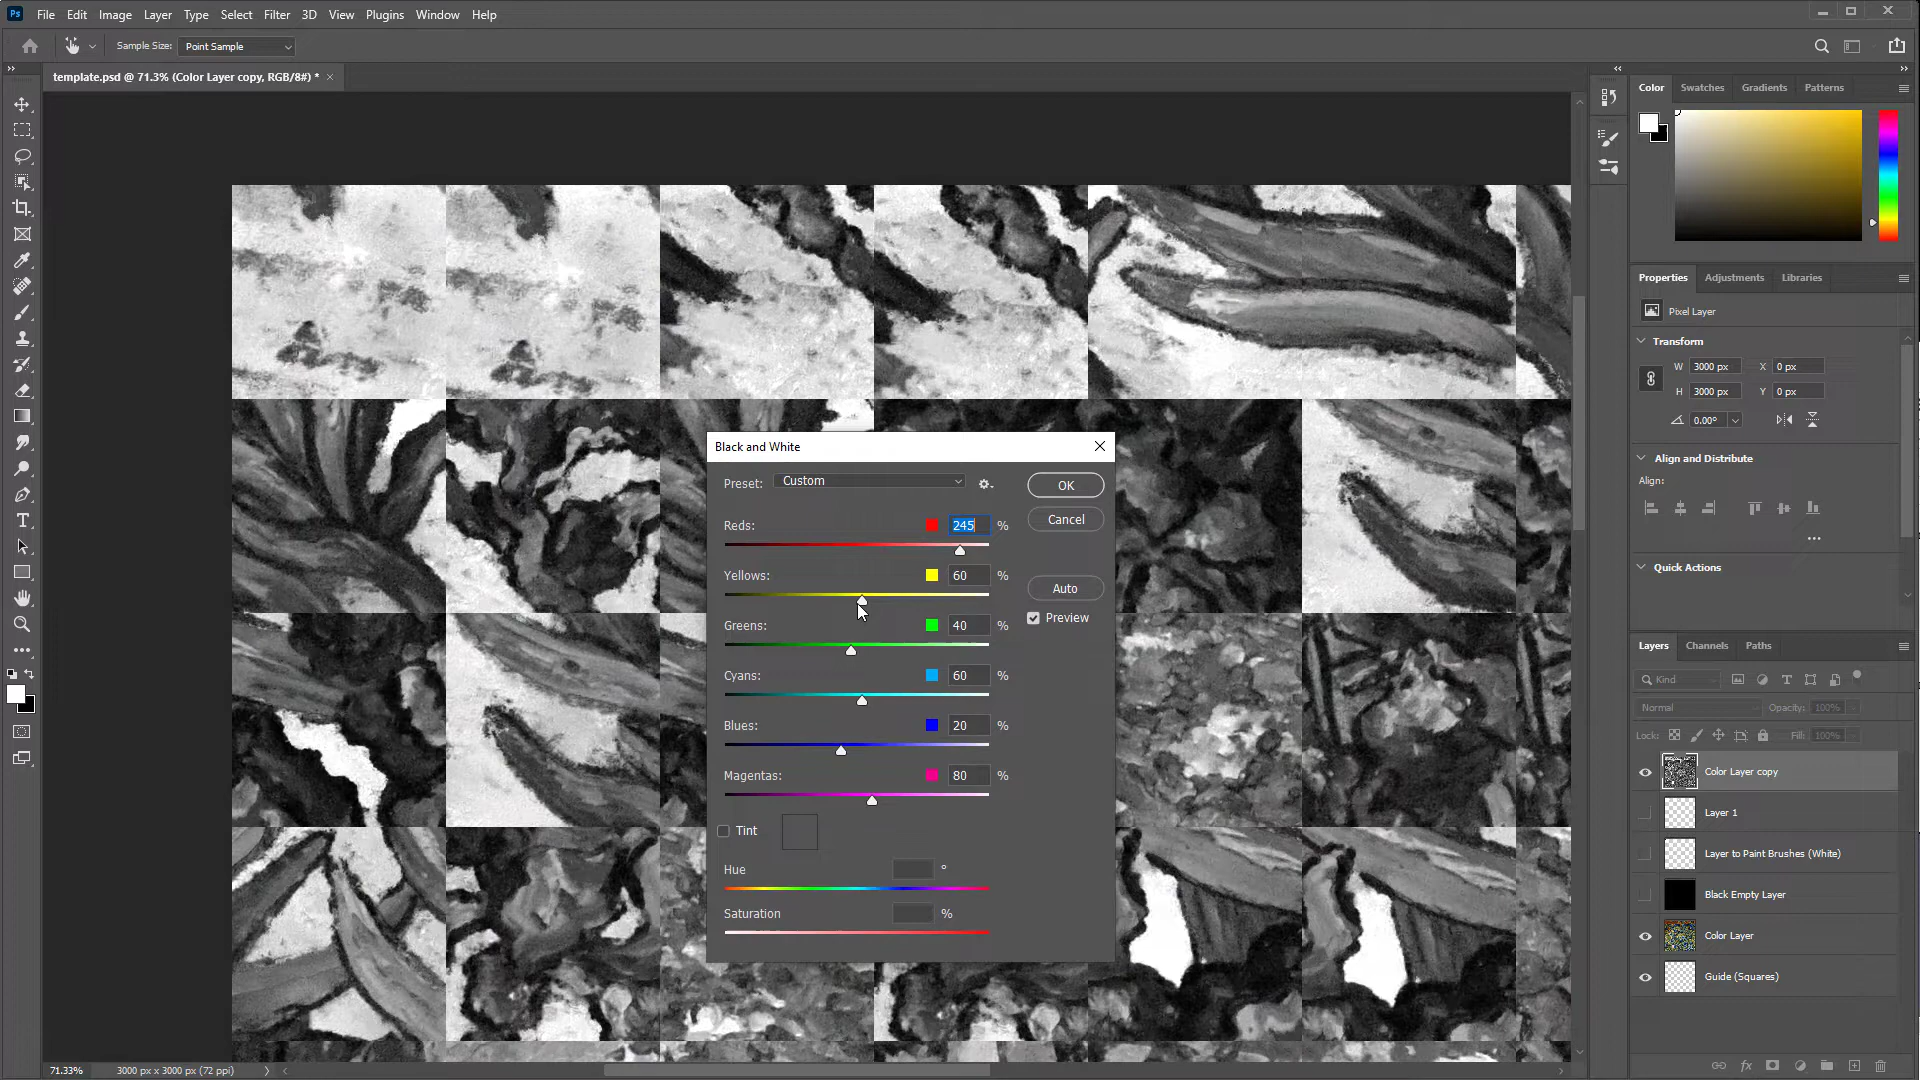 Ps File Edit Image Layer Type Select Filter 3D View Plugins Window Help
Sample Size: Point Sample
template.psd @ 71.3% (Color Layer copy, RGB/8#) *
Color Swatches Gradients Patterns
Properties Adjustments Libraries
Pixel Layer
Transform
W 3000 px X 0 px
H 3000 px Y 0 px
0.00°
Align and Distribute
Align:
Quick Actions
Black and White
Preset: Custom
OK
Reds: 245 %
Cancel
Yellows: 60 %
Auto
Preview
Greens: 40 %
Cyans: 60 %
Blues: 20 %
Magentas: 80 %
Tint
Hue °
Saturation %
Layers Channels Paths
Kind
Normal Opacity: 100%
Lock: Fill: 100%
Color Layer copy
Layer 1
Layer to Paint Brushes (White)
Black Empty Layer
Color Layer
Guide (Squares)
fx
71.33% 3000 px x 3000 px (72 ppi)